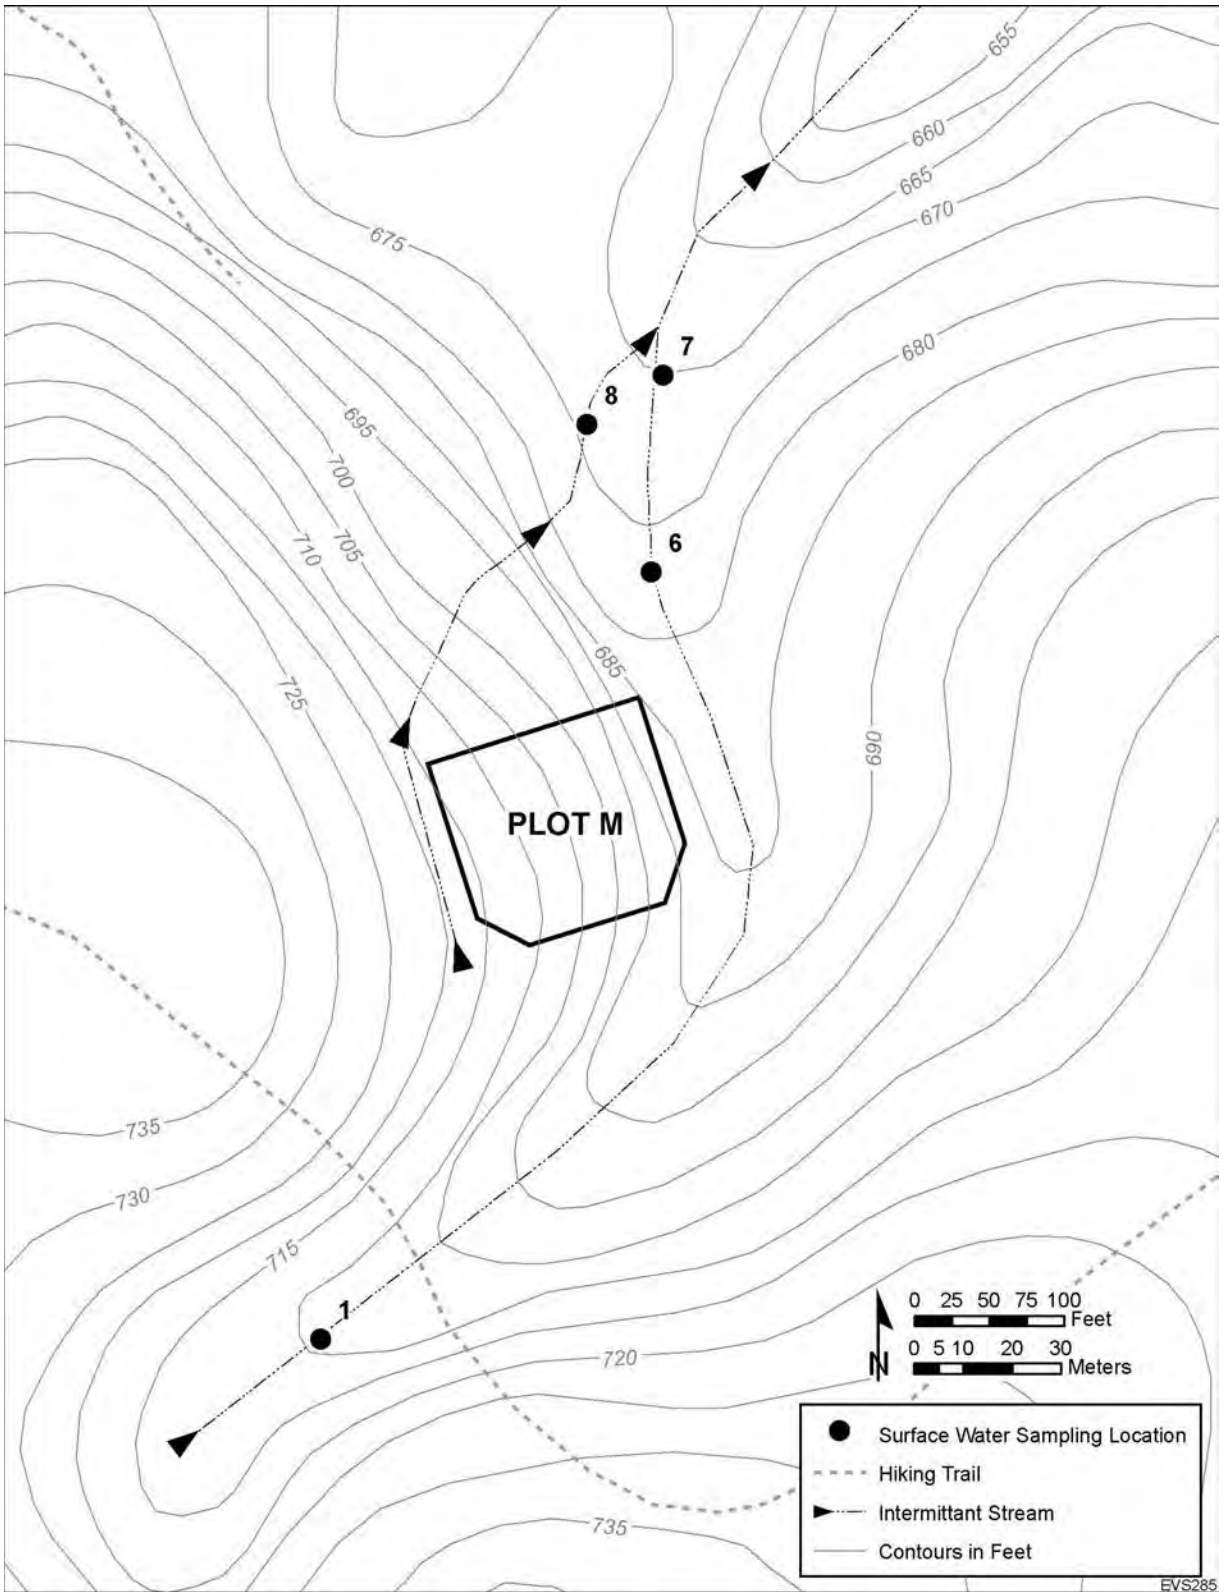 655
660
665
670
675
680
7
8
695
700
705
710
6
685
725
690
PLOT M
735
730
715
1
720
735
0 25 50 75 100
Feet
0 5 10 20 30
Meters
N
Surface Water Sampling Location
Hiking Trail
Intermittant Stream
Contours in Feet
EVS285